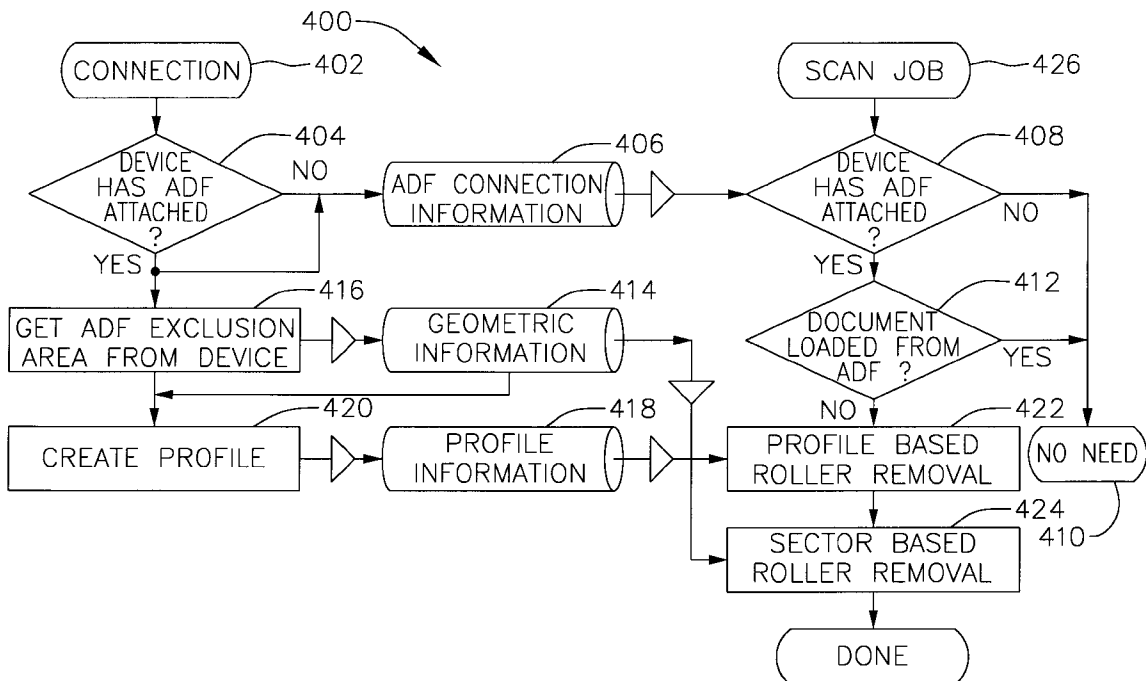 400
CONNECTION
402
SCAN JOB
426
404
DEVICE
HAS ADF
ATTACHED
?
NO
YES
406
ADF CONNECTION
INFORMATION
408
DEVICE
HAS ADF
ATTACHED
?
NO
YES
416
GET ADF EXCLUSION
AREA FROM DEVICE
414
GEOMETRIC
INFORMATION
412
DOCUMENT
LOADED FROM
ADF ?
YES
NO
420
CREATE PROFILE
418
PROFILE
INFORMATION
422
PROFILE BASED
ROLLER REMOVAL
NO NEED
410
424
SECTOR BASED
ROLLER REMOVAL
DONE